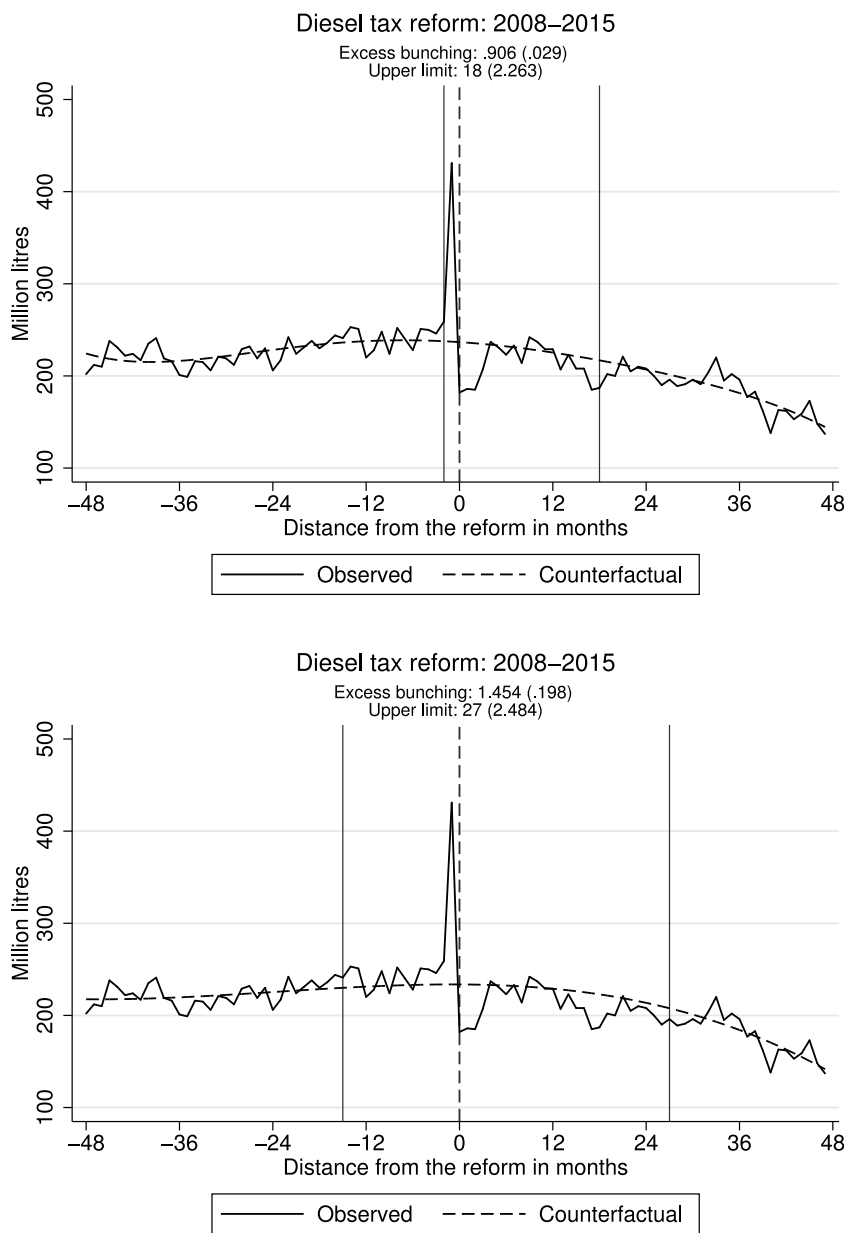 Diesel tax reform: 2008–2015
Excess bunching: .906 (.029)
Upper limit: 18 (2.263)
500
400
300
200
100
Million litres
−48 −36 −24 −12 0 12 24 36 48
Distance from the reform in months
Observed Counterfactual
Diesel tax reform: 2008–2015
Excess bunching: 1.454 (.198)
Upper limit: 27 (2.484)
500
400
300
200
100
Million litres
−48 −36 −24 −12 0 12 24 36 48
Distance from the reform in months
Observed Counterfactual